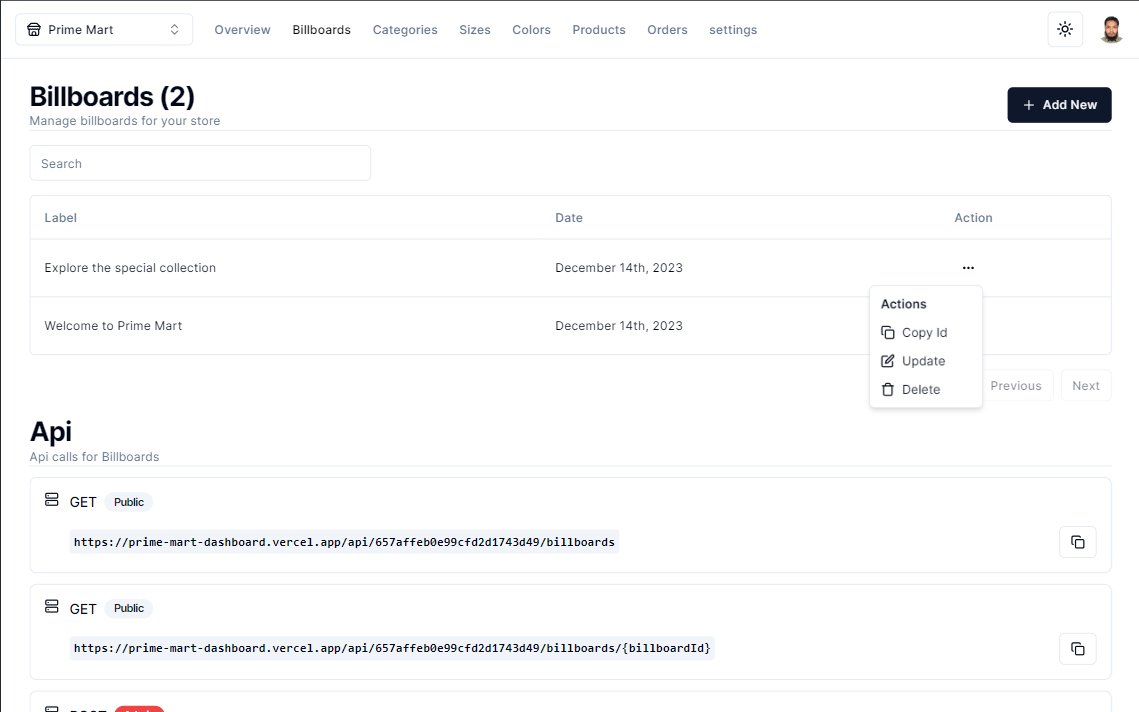 Prime Mart Overview Billboards Categories Sizes Colors Products Orders settings
Billboards (2)
Manage billboards for your store
Add New
Search
Label Date Action
Explore the special collection December 14th, 2023
Actions
Copy Id
Welcome to Prime Mart December 14th, 2023
Update
Delete
Previous Next
Api
Api calls for Billboards
GET Public
https://prime-mart-dashboard.vercel.app/api/657affeb0e99cfd2d1743d49/billboards
GET Public
https://prime-mart-dashboard.vercel.app/api/657affeb0e99cfd2d1743d49/billboards/{billboardId}